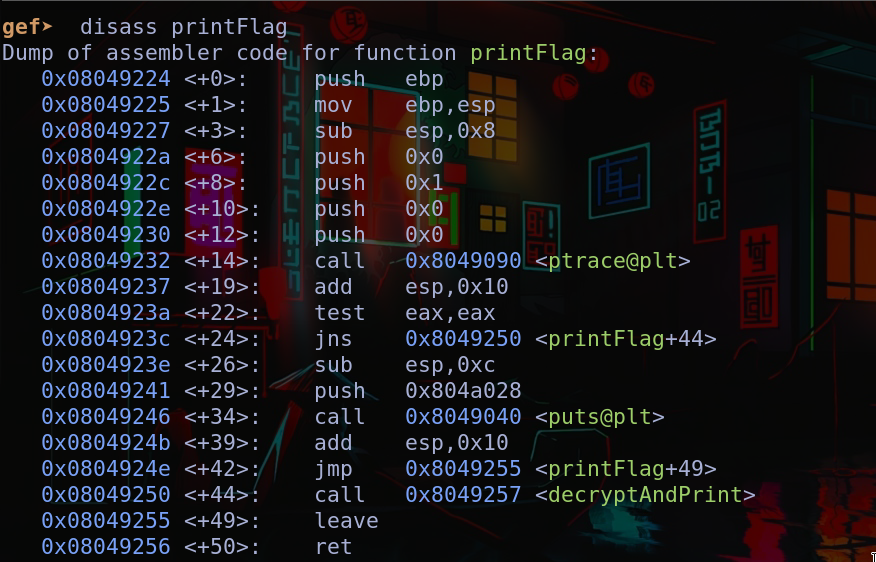 gef➤  disass printFlag
Dump of assembler code for function printFlag:
   0x08049224 <+0>:     push   ebp
   0x08049225 <+1>:     mov    ebp,esp
   0x08049227 <+3>:     sub    esp,0x8
   0x0804922a <+6>:     push   0x0
   0x0804922c <+8>:     push   0x1
   0x0804922e <+10>:    push   0x0
   0x08049230 <+12>:    push   0x0
   0x08049232 <+14>:    call   0x8049090 <ptrace@plt>
   0x08049237 <+19>:    add    esp,0x10
   0x0804923a <+22>:    test   eax,eax
   0x0804923c <+24>:    jns    0x8049250 <printFlag+44>
   0x0804923e <+26>:    sub    esp,0xc
   0x08049241 <+29>:    push   0x804a028
   0x08049246 <+34>:    call   0x8049040 <puts@plt>
   0x0804924b <+39>:    add    esp,0x10
   0x0804924e <+42>:    jmp    0x8049255 <printFlag+49>
   0x08049250 <+44>:    call   0x8049257 <decryptAndPrint>
   0x08049255 <+49>:    leave
   0x08049256 <+50>:    ret